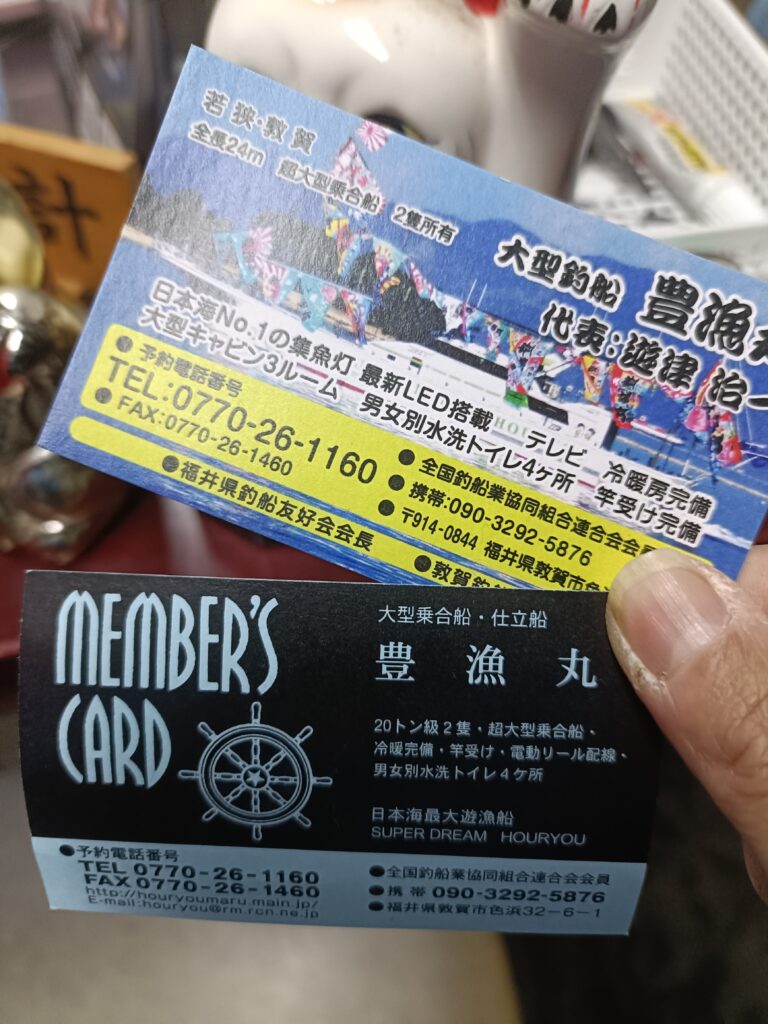 計
若狭・敦賀
全長24m 超大型乗合船 2隻所有
大型釣船 豊漁丸
代表:遊津 治一
日本海No.1の集魚灯 最新LED搭載 テレビ 冷暖房完備
大型キャビン3ルーム 男女別水洗トイレ4ヶ所 竿受け完備
●予約電話番号
TEL:0770-26-1160
●FAX:0770-26-1460
●全国釣船業協同組合連合会会員
●携帯:090-3292-5876
●〒914-0844 福井県敦賀市色
●福井県釣船友好会会長
●敦賀釣
MEMBER'S
CARD
大型乗合船・仕立船
豊漁丸
20トン級2隻・超大型乗合船・
冷暖完備・竿受け・電動リール配線・
男女別水洗トイレ4ケ所
日本海最大遊漁船
SUPER DREAM HOURYOU
●予約電話番号
TEL 0770-26-1160
FAX 0770-26-1460
http://houryoumaru.main.jp/
E-mail:houryou@rm.rcn.ne.jp
●全国釣船業協同組合連合会会員
●携帯 090-3292-5876
●福井県敦賀市色浜32-6-1